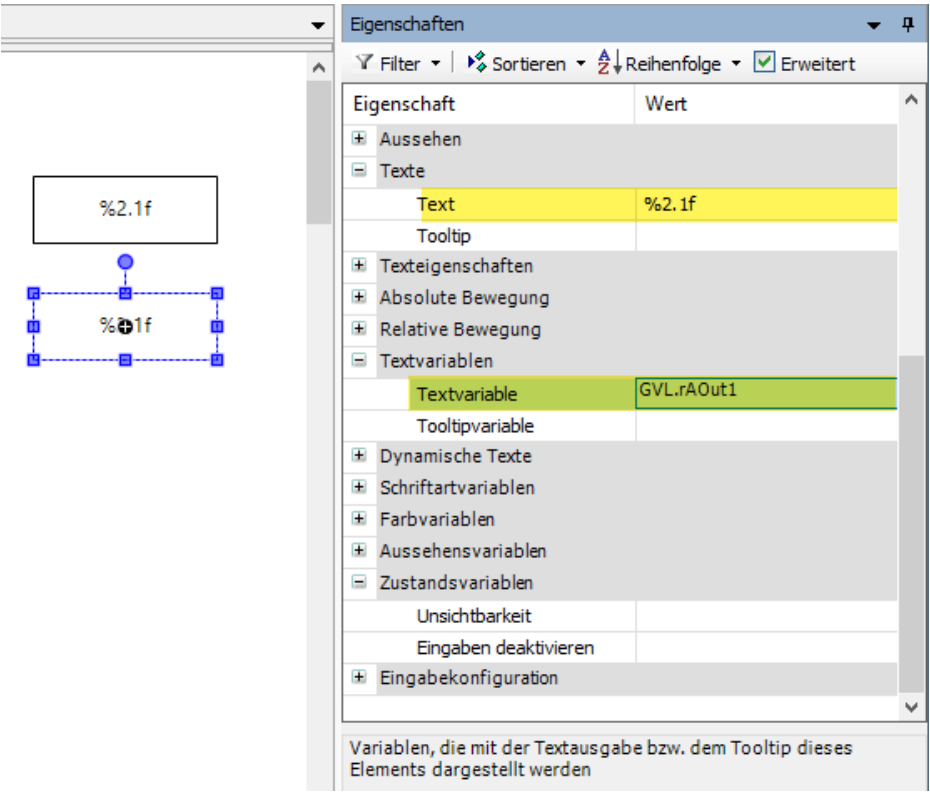 Eigenschaften
Filter Sortieren Reihenfolge Erweitert
Eigenschaft Wert
Aussehen
Texte
Text %2.1f
Tooltip
Texteigenschaften
Absolute Bewegung
Relative Bewegung
Textvariablen
Textvariable GVL.rAOut1
Tooltipvariable
Dynamische Texte
Schriftartvariablen
Farbvariablen
Aussehensvariablen
Zustandsvariablen
Unsichtbarkeit
Eingaben deaktivieren
Eingabekonfiguration
Variablen, die mit der Textausgabe bzw. dem Tooltip dieses
Elements dargestellt werden
%2.1f